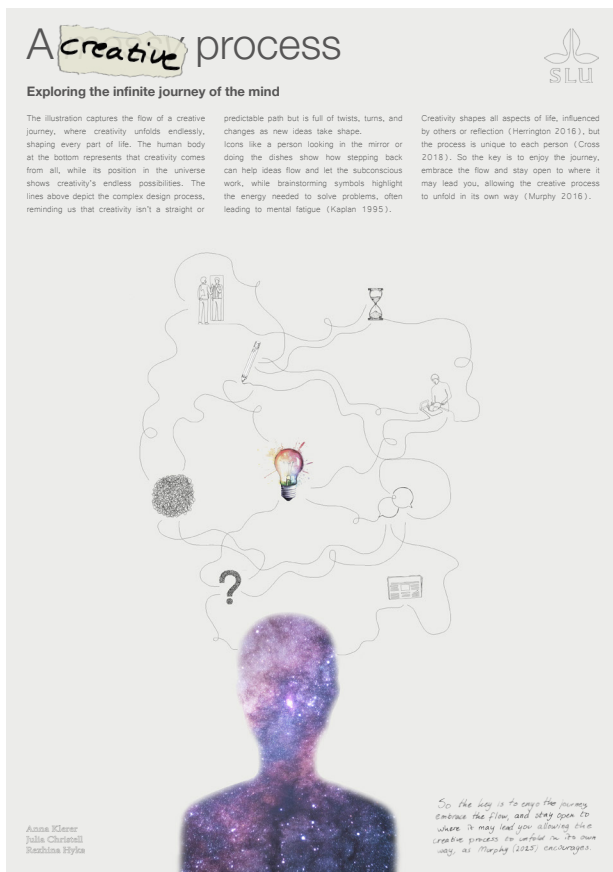 A creative process
SLU
Exploring the infinite journey of the mind
The illustration captures the flow of a creative
journey, where creativity unfolds endlessly,
shaping every part of life. The human body
at the bottom represents that creativity comes
from all, while its position in the universe
shows creativity's endless possibilities. The
lines above depict the complex design process,
reminding us that creativity isn't a straight or
predictable path but is full of twists, turns, and
changes as new ideas take shape.
Icons like a person looking in the mirror or
doing the dishes show how stepping back
can help ideas flow and let the subconscious
work, while brainstorming symbols highlight
the energy needed to solve problems, often
leading to mental fatigue (Kaplan 1995).
Creativity shapes all aspects of life, influenced
by others or reflection (Herrington 2016), but
the process is unique to each person (Cross
2018). So the key is to enjoy the journey,
embrace the flow and stay open to where it
may lead you, allowing the creative process
to unfold in its own way (Murphy 2016).
?
So the key is to enjoy the journey,
embrace the flow, and stay open to
where it may lead you allowing the
creative process to unfold in its own
way, as Murphy (2025) encourages.
Anna Klerer
Julia Christell
Rezhina Hyka